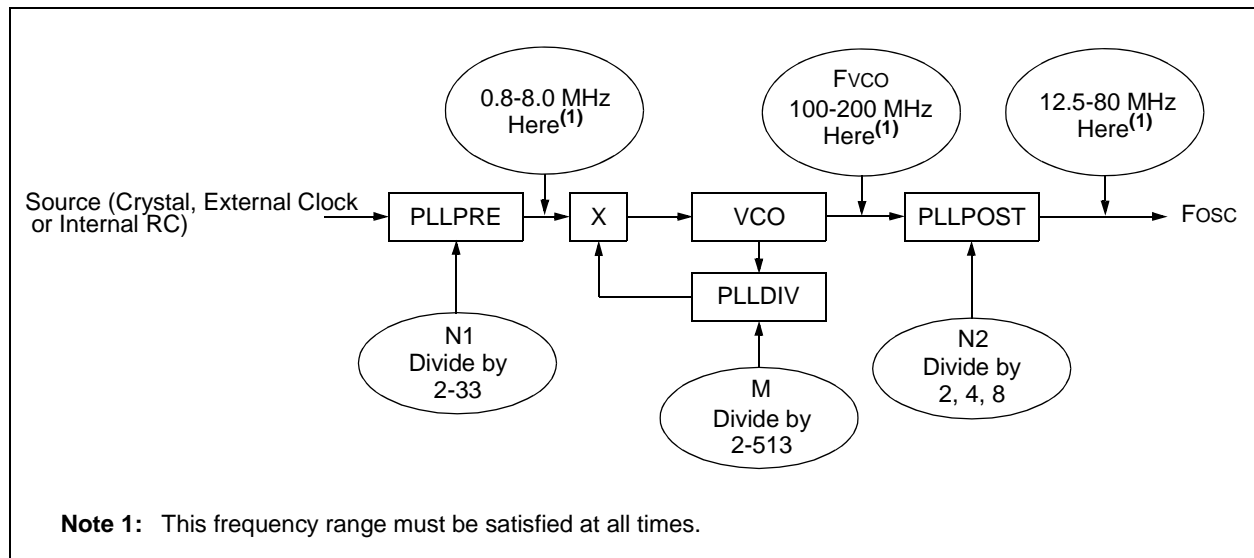 0.8-8.0 MHz
Here(1)
FVCO
100-200 MHz
Here(1)
12.5-80 MHz
Here(1)
Source (Crystal, External Clock
or Internal RC)
PLLPRE
X
VCO
PLLPOST
FOSC
PLLDIV
N1
Divide by
2-33
M
Divide by
2-513
N2
Divide by
2, 4, 8
Note 1: This frequency range must be satisfied at all times.